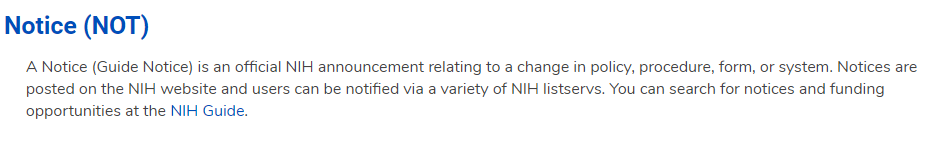 Notice (NOT)
A Notice (Guide Notice) is an official NIH announcement relating to a change in policy, procedure, form, or system. Notices are
posted on the NIH website and users can be notified via a variety of NIH listservs. You can search for notices and funding
opportunities at the NIH Guide.